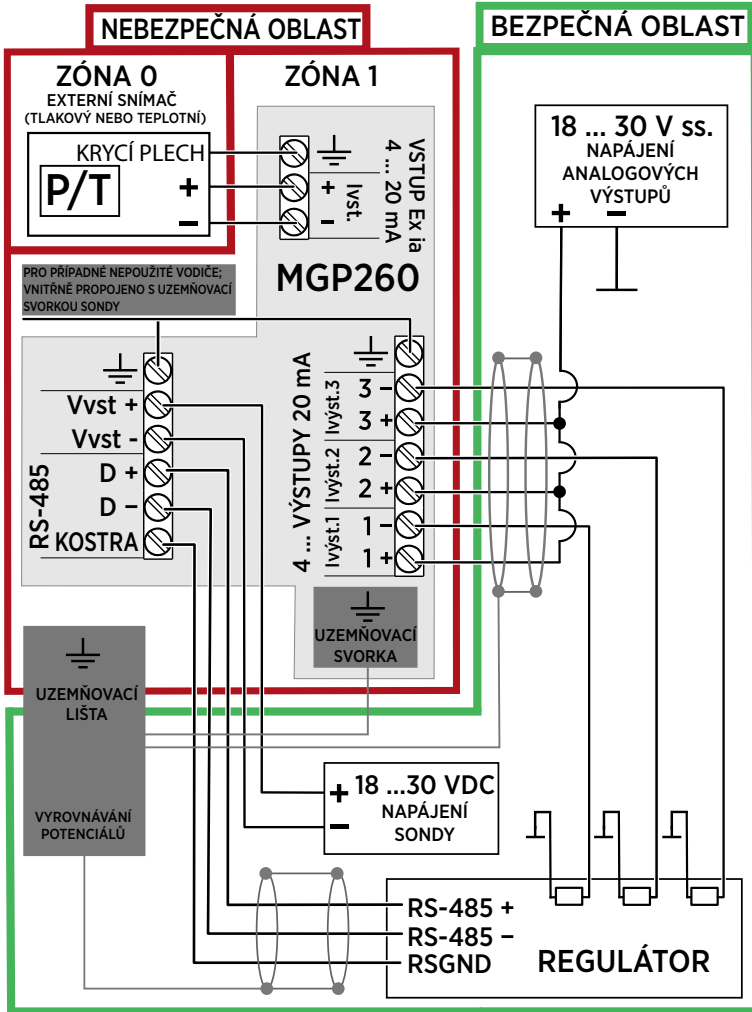 NEBEZPEČNÁ OBLAST
BEZPEČNÁ OBLAST
ZÓNA 0
EXTERNÍ SNÍMAČ
(TLAKOVÝ NEBO TEPLOTNÍ)
KRYCÍ PLECH
P/T
+
−
ZÓNA 1
+
−
Ivst.
VSTUP Ex ia
4 ... 20 mA
MGP260
18 ... 30 V ss.
NAPÁJENÍ
ANALOGOVÝCH
VÝSTUPŮ
+ −
PRO PŘÍPADNÉ NEPOUŽITÉ VODIČE;
VNITŘNĚ PROPOJENO S UZEMŇOVACÍ
SVORKOU SONDY
Vvst +
Vvst -
D +
D −
KOSTRA
RS-485
4 ... VÝSTUPY 20 mA
Ivýst.3
3 −
3 +
Ivýst.2
2 −
2 +
Ivýst.1
1 −
1 +
UZEMŇOVACÍ
SVORKA
UZEMŇOVACÍ
LIŠTA
VYROVNÁVÁNÍ
POTENCIÁLŮ
+ 18 ...30 VDC
− NAPÁJENÍ
SONDY
RS-485 +
RS-485 −
RSGND
REGULÁTOR